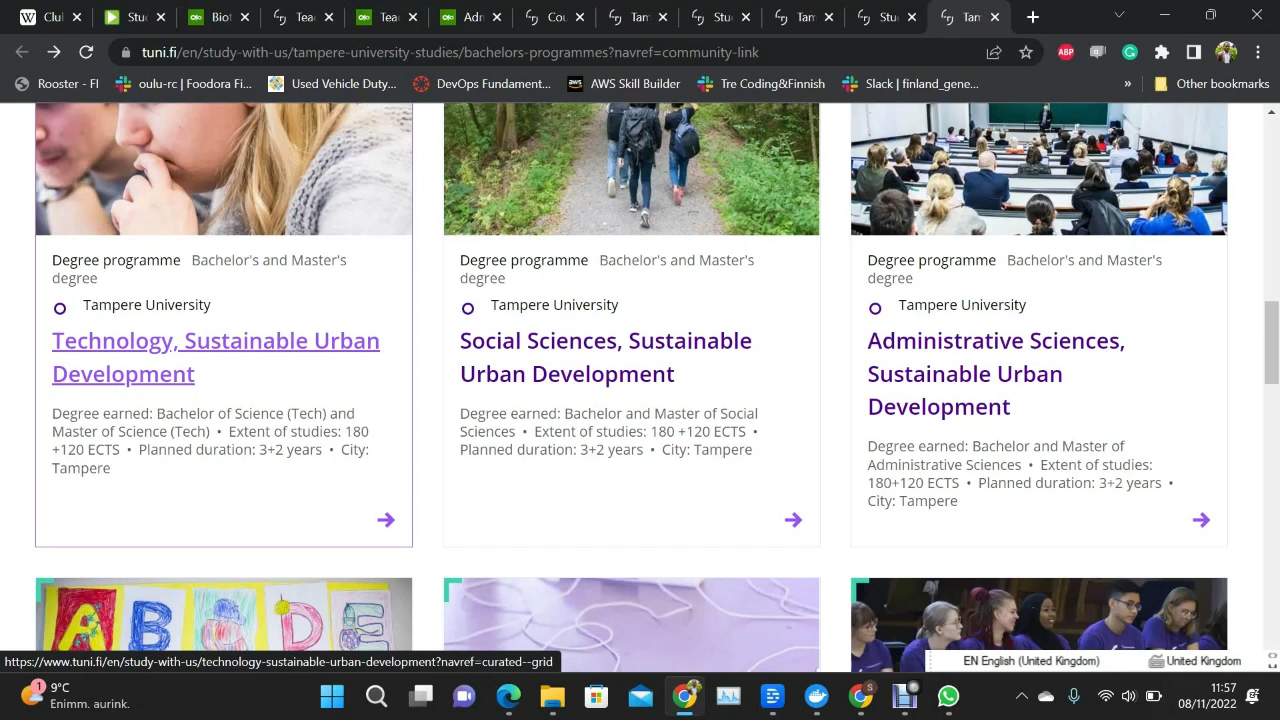 Clu
Stu
Biot
Tea
Tea
Adn
Cou
Tam
Stu
Tam
Stu
Tam
tuni.fi/en/study-with-us/tampere-university-studies/bachelors-programmes?navref=community-link
ABP
Rooster - Fl
oulu-rc | Foodora Fi...
Used Vehicle Duty...
DevOps Fundament...
aws
AWS Skill Builder
Tre Coding&Finnish
Slack | finland_gene...
»
Other bookmarks
Degree programme Bachelor's and Master's
degree
Tampere University
Technology, Sustainable Urban
Development
Degree earned: Bachelor of Science (Tech) and
Master of Science (Tech) • Extent of studies: 180
+120 ECTS • Planned duration: 3+2 years • City:
Tampere
Degree programme Bachelor's and Master's
degree
Tampere University
Social Sciences, Sustainable
Urban Development
Degree earned: Bachelor and Master of Social
Sciences • Extent of studies: 180 +120 ECTS •
Planned duration: 3+2 years • City: Tampere
Degree programme Bachelor's and Master's
degree
Tampere University
Administrative Sciences,
Sustainable Urban
Development
Degree earned: Bachelor and Master of
Administrative Sciences • Extent of studies:
180+120 ECTS • Planned duration: 3+2 years •
City: Tampere
A B C D E
https://www.tuni.fi/en/study-with-us/technology-sustainable-urban-development?navref=curated--grid
EN English (United Kingdom)
United Kingdom
1
9°C
Enimm. aurink.
S
11:57
08/11/2022